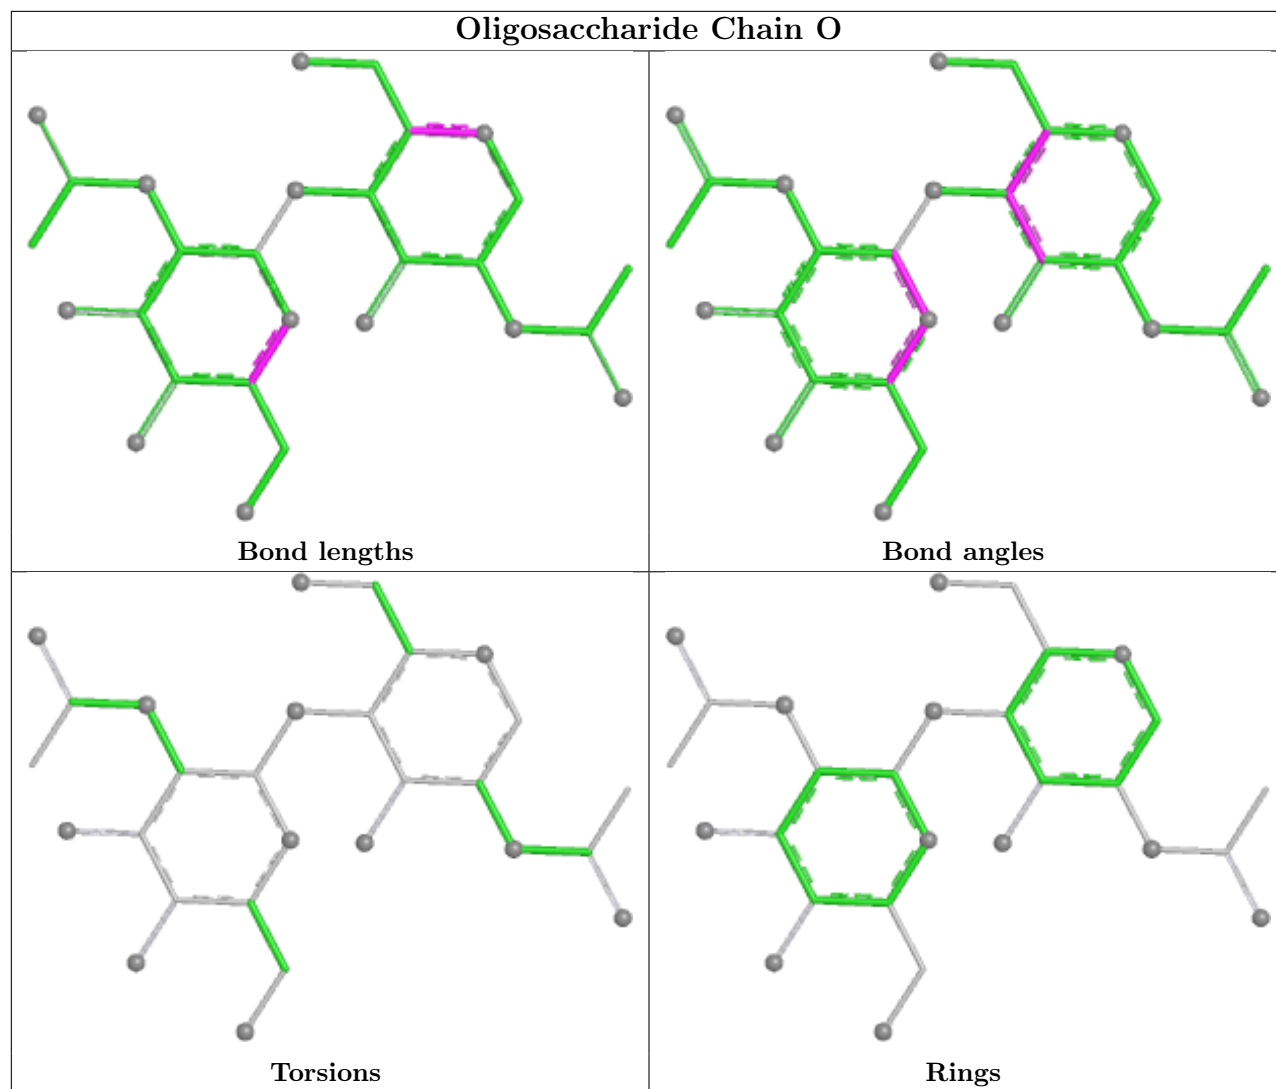 Oligosaccharide Chain O
Bond lengths
Bond angles
Torsions
Rings